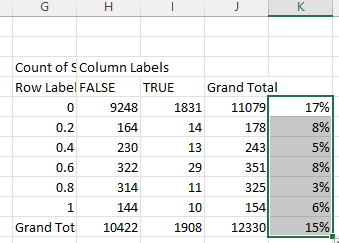 G H I J K
Count of S Column Labels
Row Label FALSE TRUE Grand Total
0 9248 1831 11079 17%
0.2 164 14 178 8%
0.4 230 13 243 5%
0.6 322 29 351 8%
0.8 314 11 325 3%
1 144 10 154 6%
Grand Tot 10422 1908 12330 15%